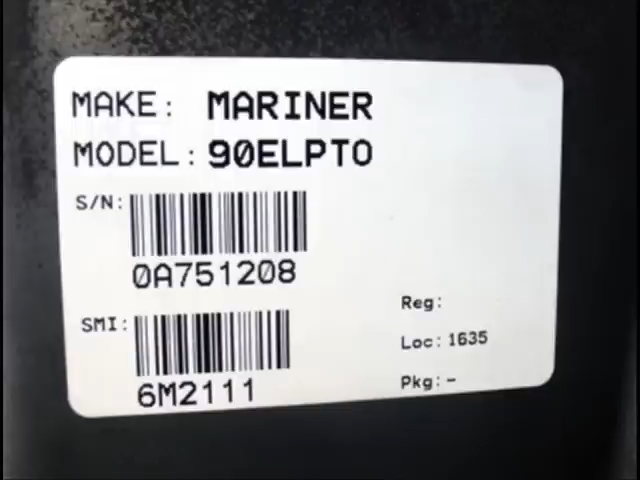 MAKE: MARINER
MODEL: 90ELPTO
S/N:
0A751208
SMI:
6M2111
Reg:
Loc: 1635
Pkg: -